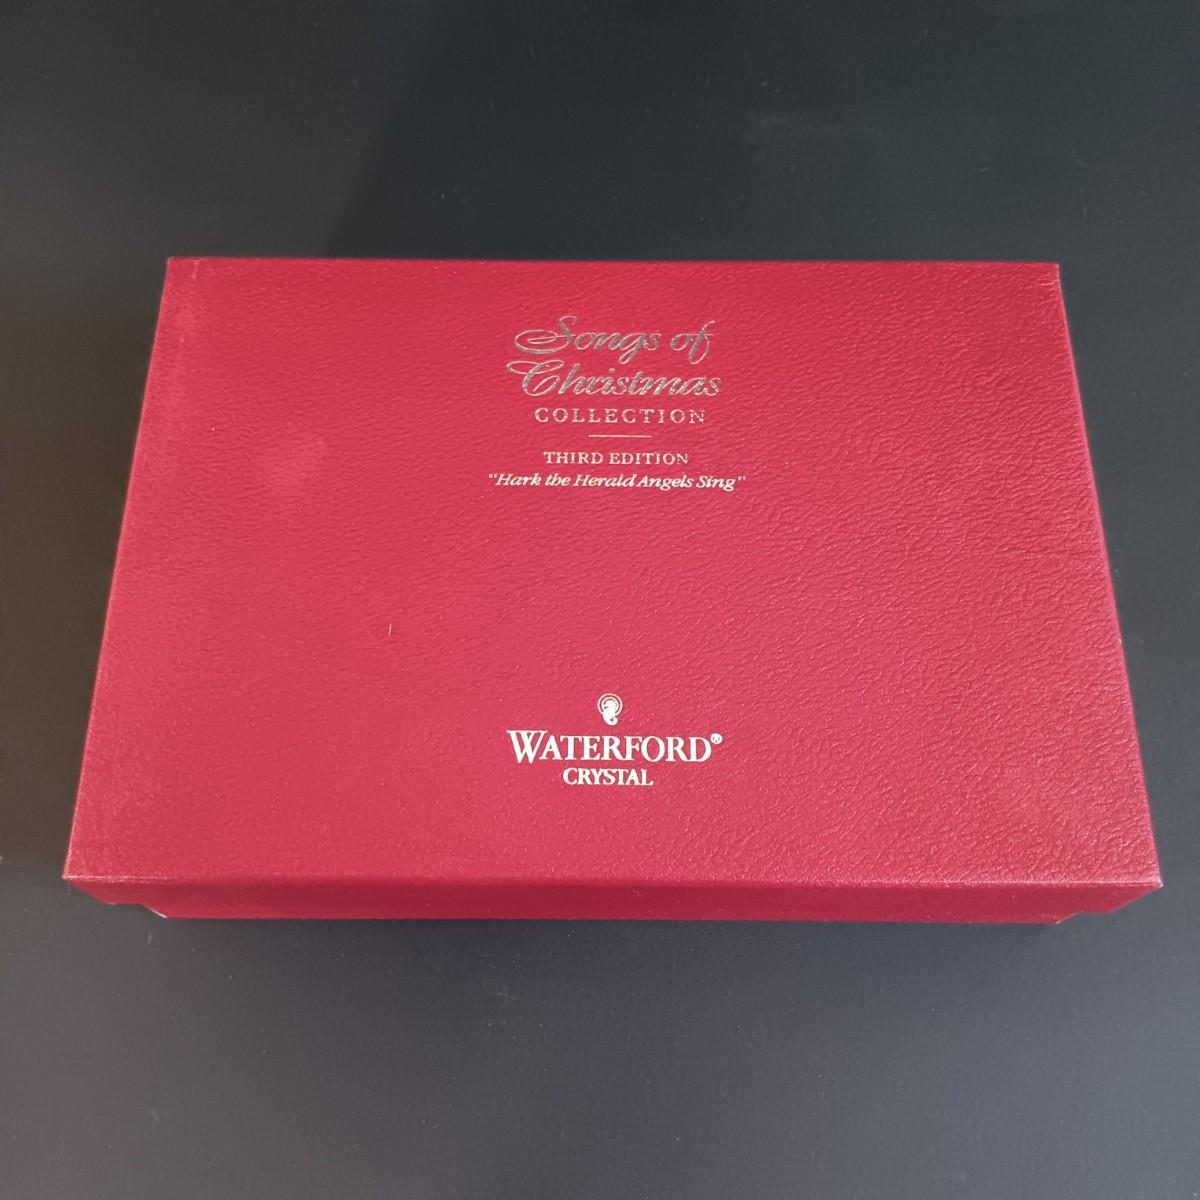 Songs of
Christmas
COLLECTION
THIRD EDITION
"Hark the Herald Angels Sing"
WATERFORD®
CRYSTAL